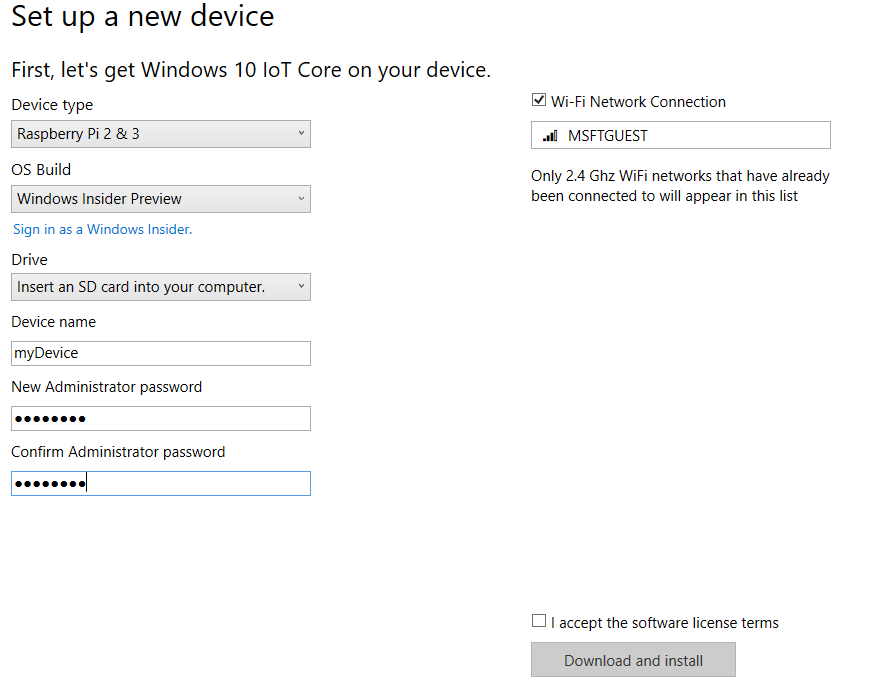 Set up a new device
First, let's get Windows 10 IoT Core on your device.
Device type
Raspberry Pi 2 & 3
OS Build
Windows Insider Preview
Sign in as a Windows Insider.
Drive
Insert an SD card into your computer.
Device name
myDevice
New Administrator password
●●●●●●●●
Confirm Administrator password
●●●●●●●●
Wi-Fi Network Connection
MSFTGUEST
Only 2.4 Ghz WiFi networks that have already
been connected to will appear in this list
I accept the software license terms
Download and install